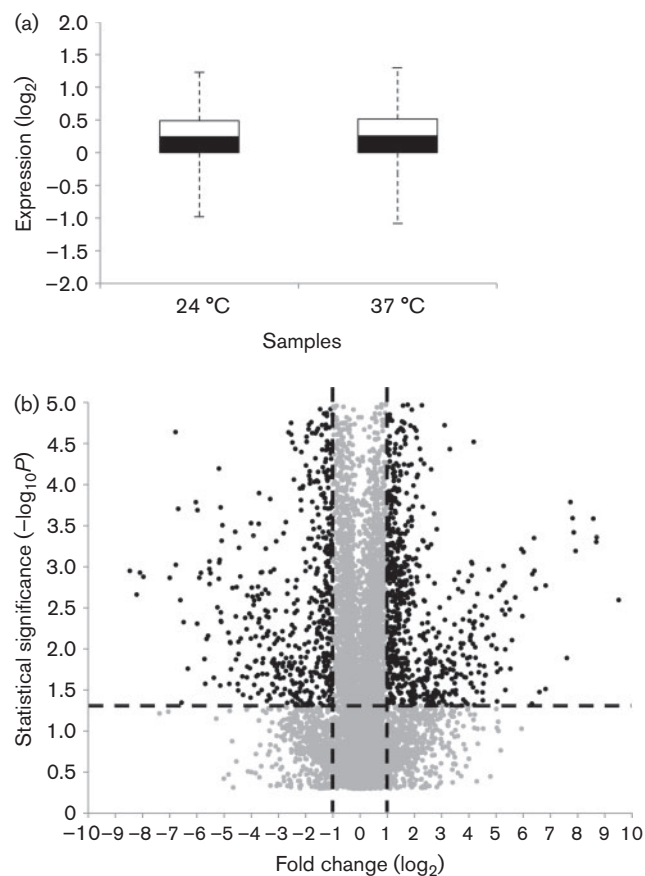 (a)
2.0
1.5
1.0
0.5
0
−0.5
−1.0
−1.5
−2.0
Expression (log2)
24 °C 37 °C
Samples
(b)
5.0
4.5
4.0
3.5
3.0
2.5
2.0
1.5
1.0
0.5
0
Statistical significance (−log10P)
−10 −9 −8 −7 −6 −5 −4 −3 −2 −1 0 1 2 3 4 5 6 7 8 9 10
Fold change (log2)